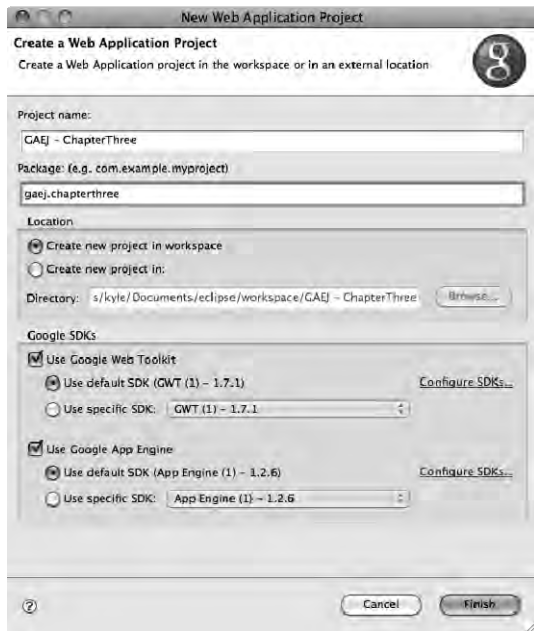 New Web Application Project
Create a Web Application Project
Create a Web Application project in the workspace or in an external location
g
Project name:
GAEJ - ChapterThree
Package: (e.g. com.example.myproject)
gaej.chapterthree
Location
Create new project in workspace
Create new project in:
Directory: s/kyle/Documents/eclipse/workspace/GAEJ - ChapterThree Browse...
Google SDKs
Use Google Web Toolkit
Use default SDK (GWT (1) - 1.7.1) Configure SDKs...
Use specific SDK: GWT (1) - 1.7.1
Use Google App Engine
Use default SDK (App Engine (1) - 1.2.6) Configure SDKs...
Use specific SDK: App Engine (1) - 1.2.6
? Cancel Finish